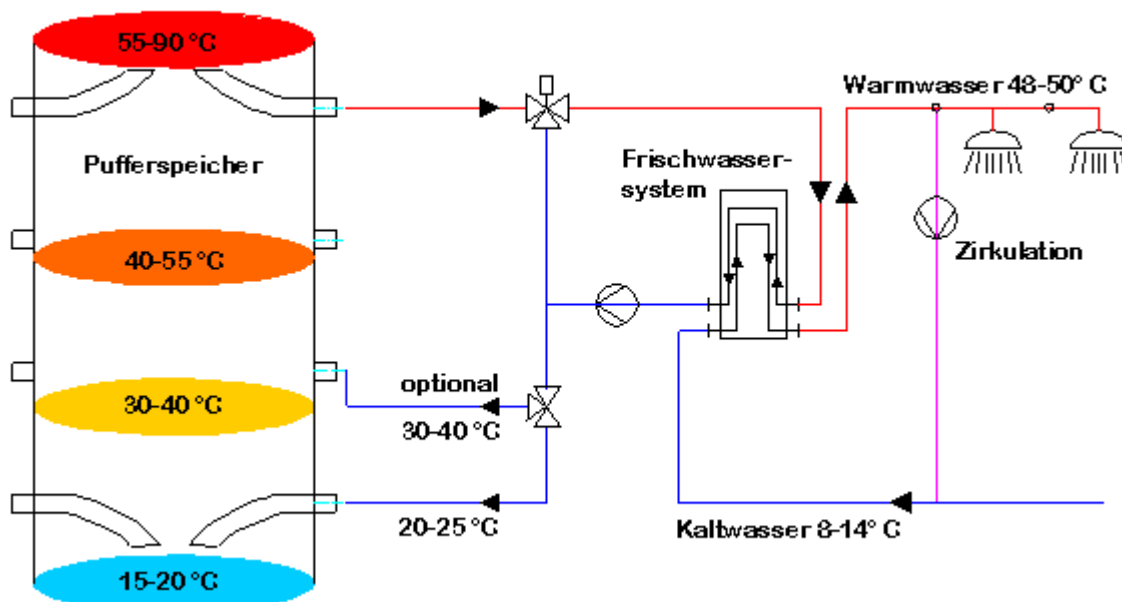 55-90 °C
Warmwasser 48-50° C
Pufferspeicher
Frischwasser-
system
40-55 °C
Zirkulation
optional
30-40 °C
30-40 °C
20-25 °C
Kaltwasser 8-14° C
15-20 °C